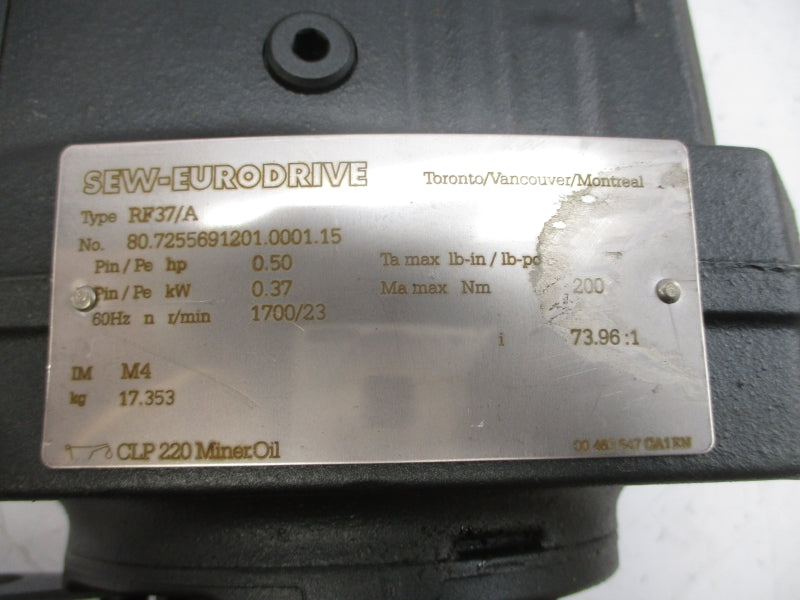 SEW-EURODRIVE
Toronto/Vancouver/Montreal
Type RF37/A
No. 80.7255691201.0001.15
Pin/Pe hp 0.50 Ta max lb-in / lb-po
Pin/Pe kW 0.37 Ma max Nm 200
60Hz n r/min 1700/23
i 73.96 :1
IM M4
kg 17.353
CLP 220 Miner.Oil
00 GA1EN